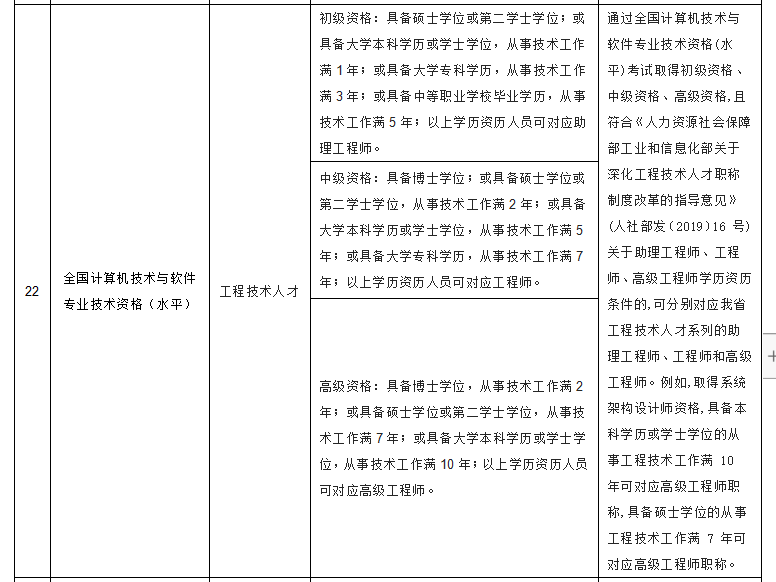 22
全国计算机技术与软件
专业技术资格（水平）
工程技术人才
初级资格：具备硕士学位或第二学士学位；或
具备大学本科学历或学士学位，从事技术工作
满 1 年；或具备大学专科学历，从事技术工作
满 3 年；或具备中等职业学校毕业学历，从事
技术工作满 5 年；以上学历资历人员可对应助
理工程师。
中级资格：具备博士学位；或具备硕士学位或
第二学士学位，从事技术工作满 2 年；或具备
大学本科学历或学士学位，从事技术工作满 5
年；或具备大学专科学历，从事技术工作满 7
年；以上学历资历人员可对应工程师。
高级资格：具备博士学位，从事技术工作满 2
年；或具备硕士学位或第二学士学位，从事技
术工作满 7 年；或具备大学本科学历或学士学
位，从事技术工作满 10 年；以上学历资历人员
可对应高级工程师。
通过全国计算机技术与
软件专业技术资格(水
平)考试取得初级资格、
中级资格、高级资格,且
符合《人力资源社会保障
部工业和信息化部关于
深化工程技术人才职称
制度改革的指导意见》
(人社部发〔2019〕16 号)
关于助理工程师、工程
师、高级工程师学历资历
条件的,可分别对应我省
工程技术人才系列的助
理工程师、工程师和高级
工程师。例如,取得系统
架构设计师资格,具备本
科学历或学士学位的从
事工程技术工作满 10
年可对应高级工程师职
称,具备硕士学位的从事
工程技术工作满 7 年可
对应高级工程师职称。